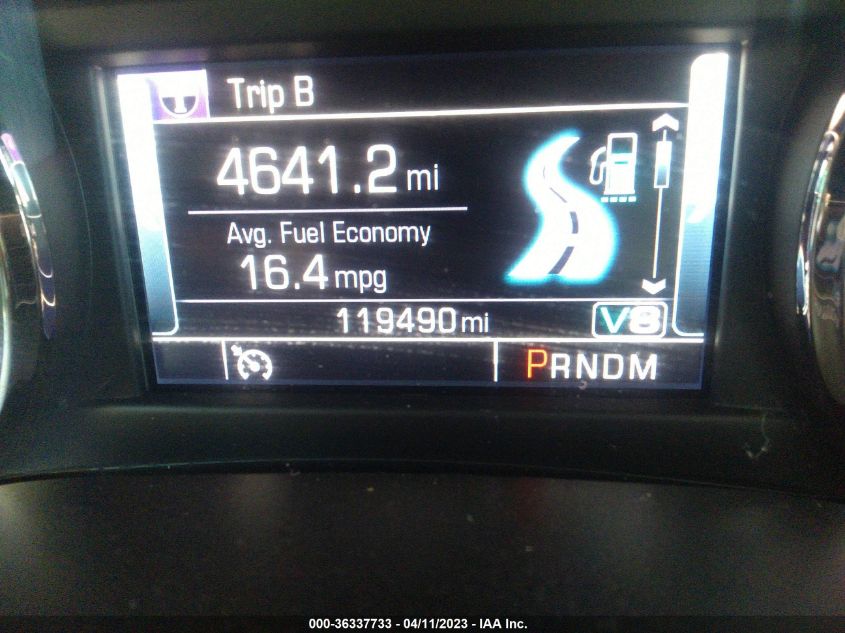 Trip B
4641.2 mi
Avg. Fuel Economy
16.4 mpg
119490 mi V8
PRNDM
000-36337733 - 04/11/2023 - IAA Inc.